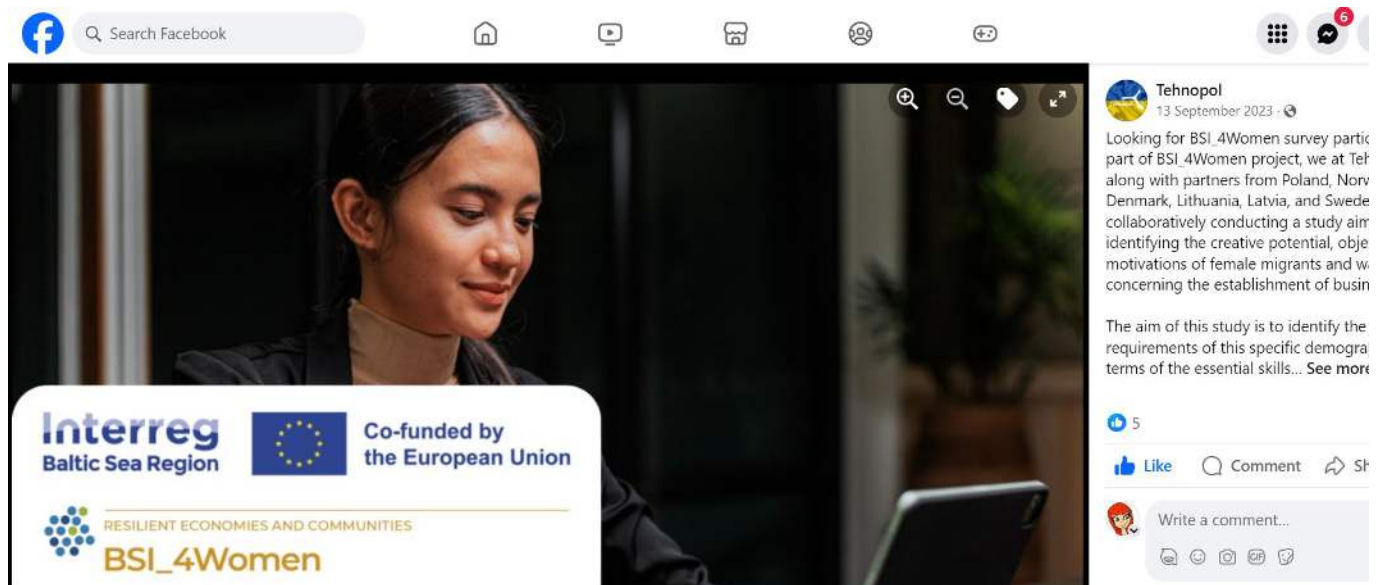 Search Facebook
6
Tehnopol
13 September 2023
Looking for BSI_4Women survey partic
part of BSI_4Women project, we at Teh
along with partners from Poland, Norw
Denmark, Lithuania, Latvia, and Swede
collaboratively conducting a study aim
identifying the creative potential, obje
motivations of female migrants and wa
concerning the establishment of busin
The aim of this study is to identify the
requirements of this specific demogra
terms of the essential skills... See more
5
Like Comment Sh
Write a comment...
GIF
Interreg
Baltic Sea Region
Co-funded by
the European Union
RESILIENT ECONOMIES AND COMMUNITIES
BSI_4Women